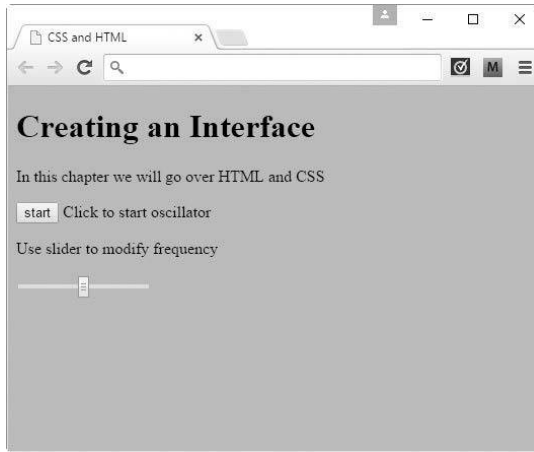 CSS and HTML
M
Creating an Interface
In this chapter we will go over HTML and CSS
start Click to start oscillator
Use slider to modify frequency